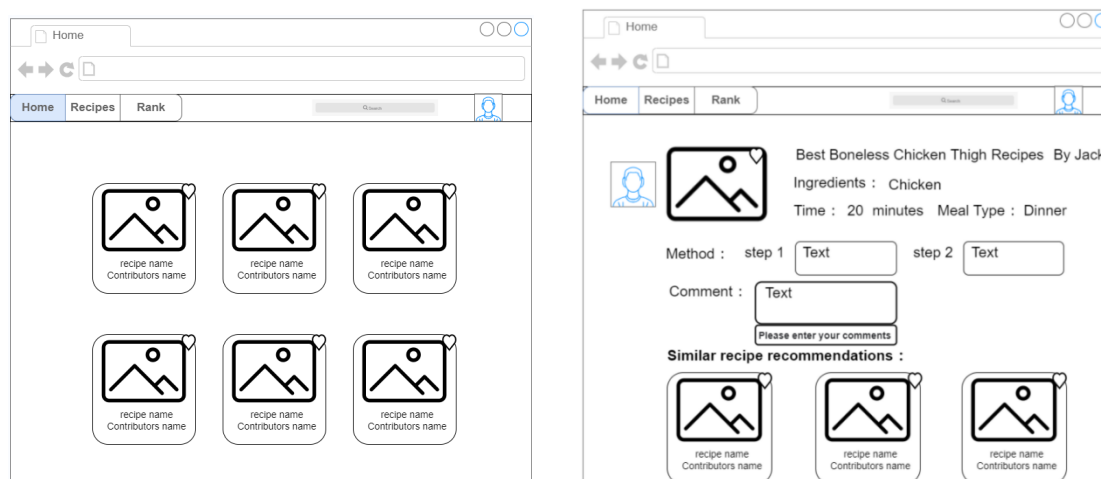 Home
Home Recipes Rank
Search
recipe name
Contributors name
recipe name
Contributors name
recipe name
Contributors name
recipe name
Contributors name
recipe name
Contributors name
recipe name
Contributors name
Home
Home Recipes Rank
Search
Best Boneless Chicken Thigh Recipes By Jack
Ingredients : Chicken
Time : 20 minutes Meal Type : Dinner
Method : step 1 Text step 2 Text
Comment : Text
Please enter your comments
Similar recipe recommendations :
recipe name
Contributors name
recipe name
Contributors name
recipe name
Contributors name